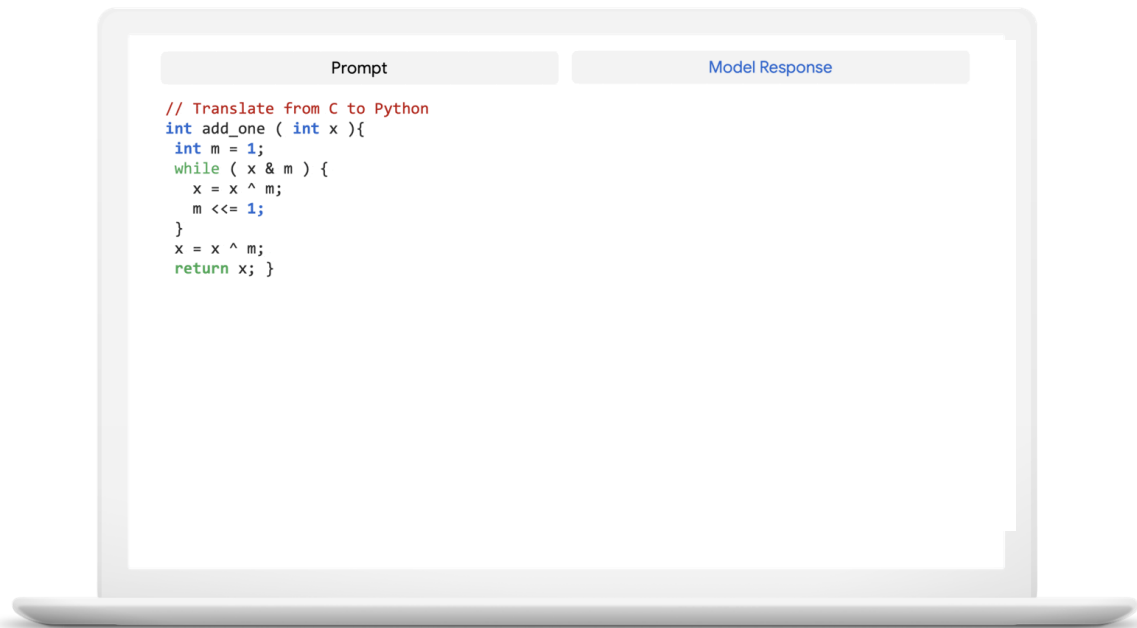 Prompt
Model Response
// Translate from C to Python
int add_one ( int x ){
 int m = 1;
 while ( x & m ) {
   x = x ^ m;
   m <<= 1;
 }
 x = x ^ m;
 return x; }